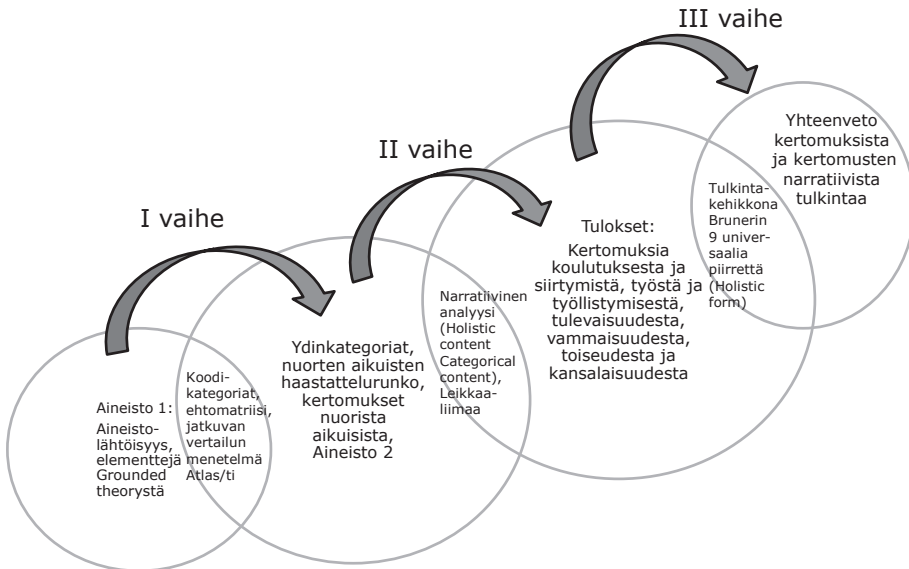 I vaihe
II vaihe
III vaihe
Aineisto 1:
Aineisto-
lähtöisyys,
elementtejä
Grounded
theorystä
Koodi-
kategoriat,
ehtomatriisi,
jatkuvan
vertailun
menetelmä
Atlas/ti
Ydinkategoriat,
nuorten aikuisten
haastattelurunko,
kertomukset
nuorista
aikuisista,
Aineisto 2
Narratiivinen
analyysi
(Holistic
content
Categorical
content),
Leikkaa-
liimaa
Tulokset:
Kertomuksia
koulutuksesta ja
siirtymistä, työstä ja
työllistymisestä,
tulevaisuudesta,
vammaisuudesta,
toiseudesta ja
kansalaisuudesta
Tulkinta-
kehikkona
Brunerin
9 univer-
saalia
piirrettä
(Holistic
form)
Yhteenveto
kertomuksista
ja kertomusten
narratiivista
tulkintaa